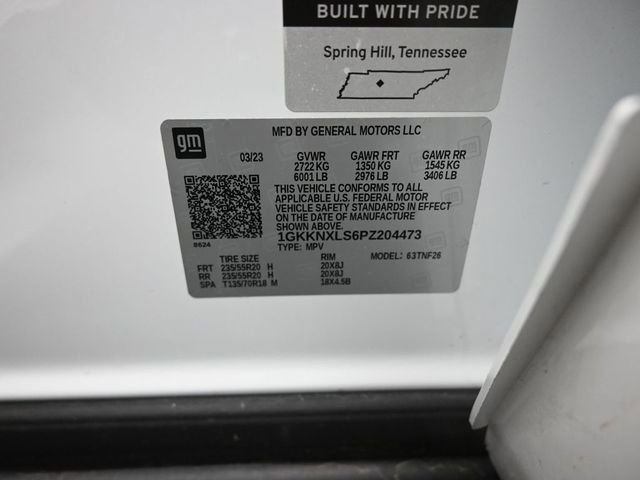 BUILT WITH PRIDE
Spring Hill, Tennessee
gm
MFD BY GENERAL MOTORS LLC
03/23 GVWR GAWR FRT GAWR RR
2722 KG 1350 KG 1545 KG
6001 LB 2976 LB 3406 LB
THIS VEHICLE CONFORMS TO ALL
APPLICABLE U.S. FEDERAL MOTOR
VEHICLE SAFETY STANDARDS IN EFFECT
ON THE DATE OF MANUFACTURE
SHOWN ABOVE.
8624
1GKKNXLS6PZ204473
TYPE: MPV MODEL: 63TNF26
TIRE SIZE RIM
FRT 235/55R20 H 20X8J
RR 235/55R20 H 20X8J
SPA T135/70R18 M 18X4.5B